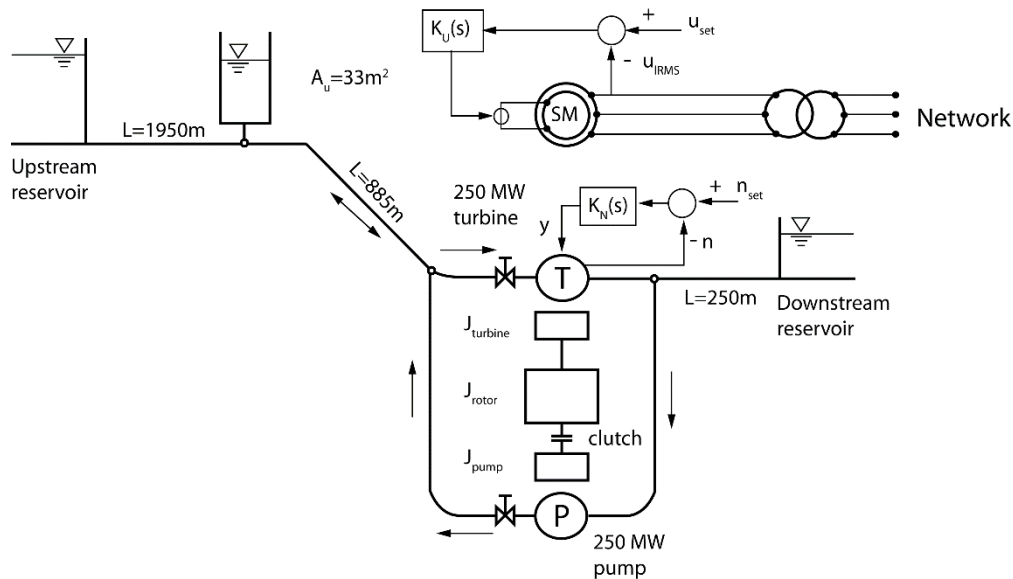 K_U(s)
+
u_set
- u_IRMS
A_u=33m²
SM
Network
L=1950m
Upstream
reservoir
L=885m
250 MW
turbine
K_N(s)
+ n_set
y
- n
T
L=250m
Downstream
reservoir
J_turbine
J_rotor
clutch
J_pump
P
250 MW
pump